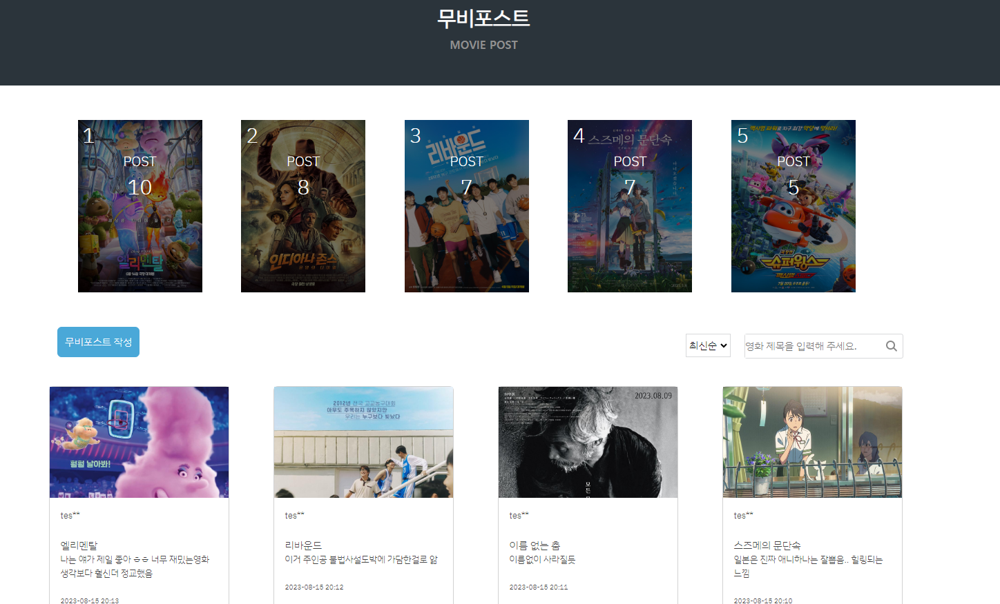 무비포스트
MOVIE POST
1
POST
10
엘리멘탈
6월 14일 극장 대개봉
2
POST
8
인디아나 존스
3
리바운드
POST
7
4
스즈메의 문단속
POST
7
5
POST
5
슈퍼윙스
무비포스트 작성
최신순
영화 제목을 입력해 주세요.
훨훨 날아봐!
2012년 전국 고교농구대회
아무도 주목하지 않았지만
우리는 누구보다 빛났다
2023.08.09
tes**
엘리멘탈
나는 얘가 제일 좋아 ㅎㅎ 너무 재밌는영화
생각보다 훨신더 정교했음
2023-08-15 20:13
tes**
리바운드
이거 주인공 불법사설도박에 가담한걸로 앎
2023-08-15 20:12
tes**
이름 없는 춤
이름없이 사라질듯
2023-08-15 20:11
tes**
스즈메의 문단속
일본은 진짜 애니하나는 잘뽑음.. 힐링되는
느낌
2023-08-15 20:10